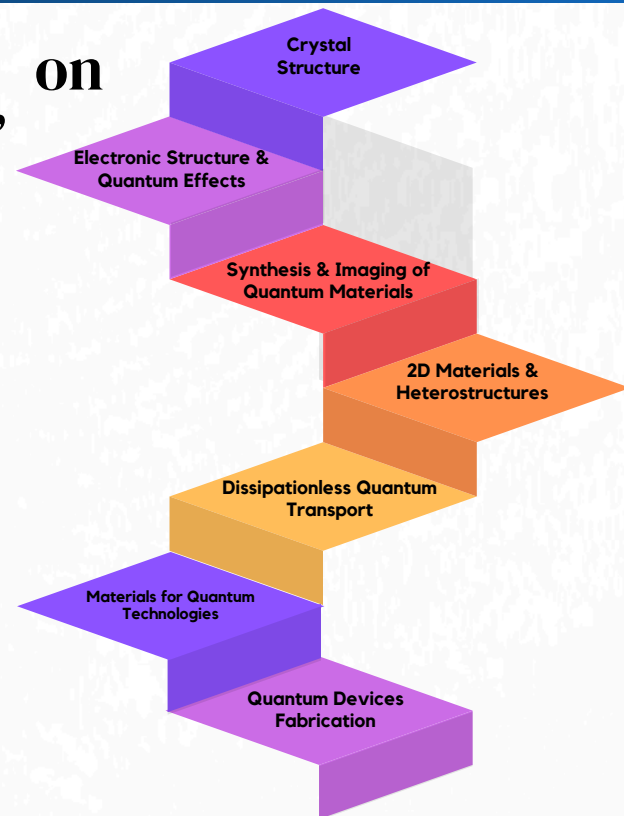 on
,
Crystal
Structure
Electronic Structure &
Quantum Effects
Synthesis & Imaging of
Quantum Materials
2D Materials &
Heterostructures
Dissipationless Quantum
Transport
Materials for Quantum
Technologies
Quantum Devices
Fabrication